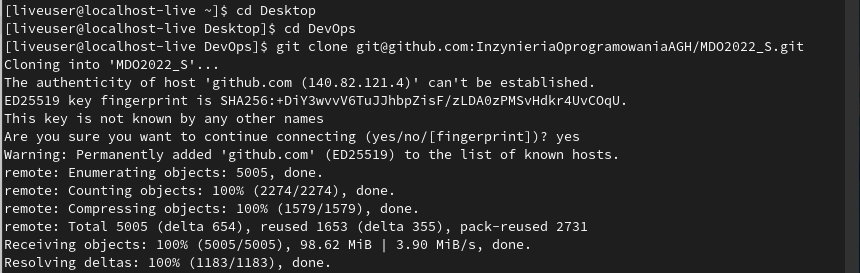 [liveuser@localhost-live ~]$ cd Desktop
[liveuser@localhost-live Desktop]$ cd DevOps
[liveuser@localhost-live DevOps]$ git clone git@github.com:InzynieriaOprogramowaniaAGH/MDO2022_S.git
Cloning into 'MDO2022_S'...
The authenticity of host 'github.com (140.82.121.4)' can't be established.
ED25519 key fingerprint is SHA256:+DiY3wvvV6TuJJhbpZisF/zLDA0zPMSvHdkr4UvCOqU.
This key is not known by any other names
Are you sure you want to continue connecting (yes/no/[fingerprint])? yes
Warning: Permanently added 'github.com' (ED25519) to the list of known hosts.
remote: Enumerating objects: 5005, done.
remote: Counting objects: 100% (2274/2274), done.
remote: Compressing objects: 100% (1579/1579), done.
remote: Total 5005 (delta 654), reused 1653 (delta 355), pack-reused 2731
Receiving objects: 100% (5005/5005), 98.62 MiB | 3.90 MiB/s, done.
Resolving deltas: 100% (1183/1183), done.